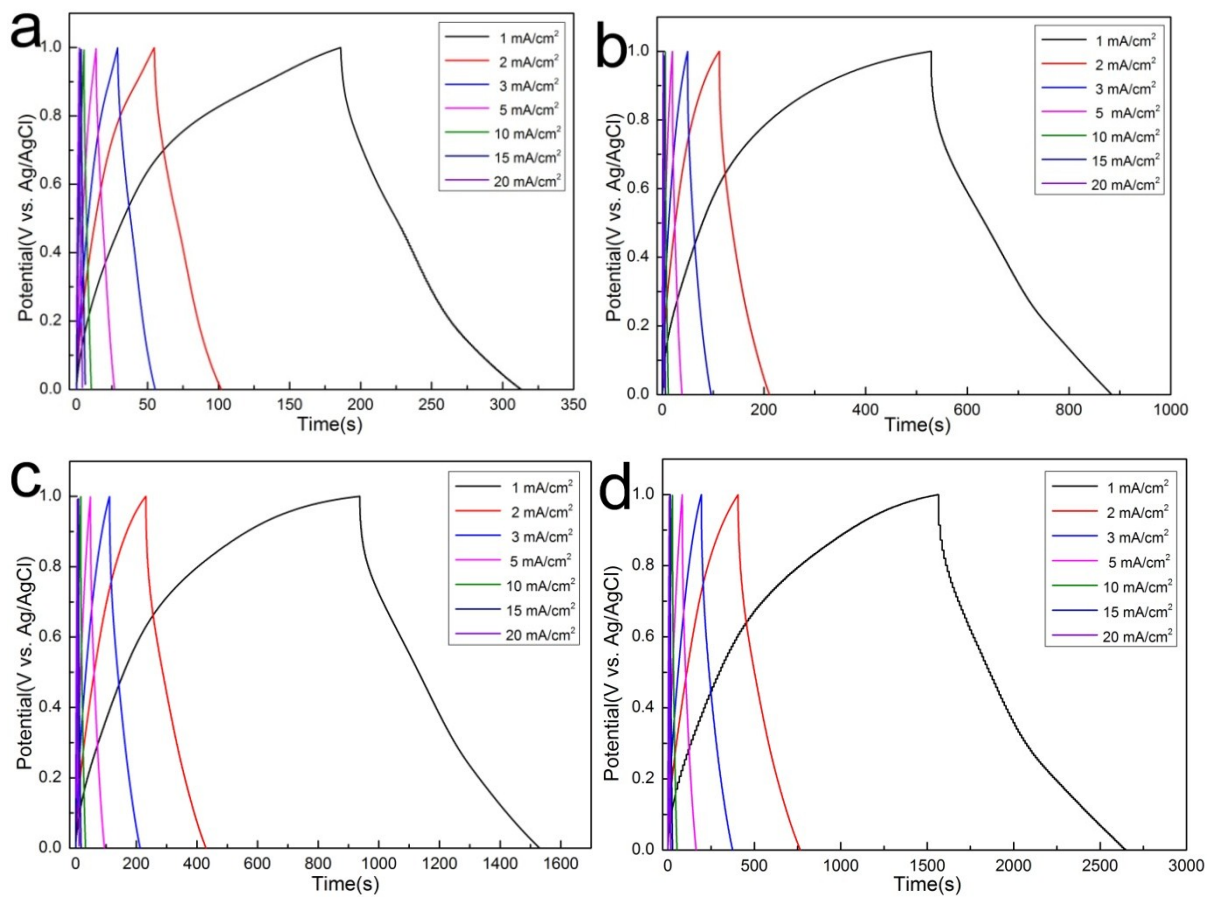 a
1 mA/cm²
2 mA/cm²
3 mA/cm²
5 mA/cm²
10 mA/cm²
15 mA/cm²
20 mA/cm²
Potential(V vs. Ag/AgCl)
1.0
0.8
0.6
0.4
0.2
0.0
0 50 100 150 200 250 300 350
Time(s)
b
1 mA/cm²
2 mA/cm²
3 mA/cm²
5 mA/cm²
10 mA/cm²
15 mA/cm²
20 mA/cm²
Potential(V vs. Ag/AgCl)
1.0
0.8
0.6
0.4
0.2
0.0
0 200 400 600 800 1000
Time(s)
c
1 mA/cm²
2 mA/cm²
3 mA/cm²
5 mA/cm²
10 mA/cm²
15 mA/cm²
20 mA/cm²
Potential(V vs. Ag/AgCl)
1.0
0.8
0.6
0.4
0.2
0.0
0 200 400 600 800 1000 1200 1400 1600
Time(s)
d
1 mA/cm²
2 mA/cm²
3 mA/cm²
5 mA/cm²
10 mA/cm²
15 mA/cm²
20 mA/cm²
Potential(V vs. Ag/AgCl)
1.0
0.8
0.6
0.4
0.2
0.0
0 500 1000 1500 2000 2500 3000
Time(s)